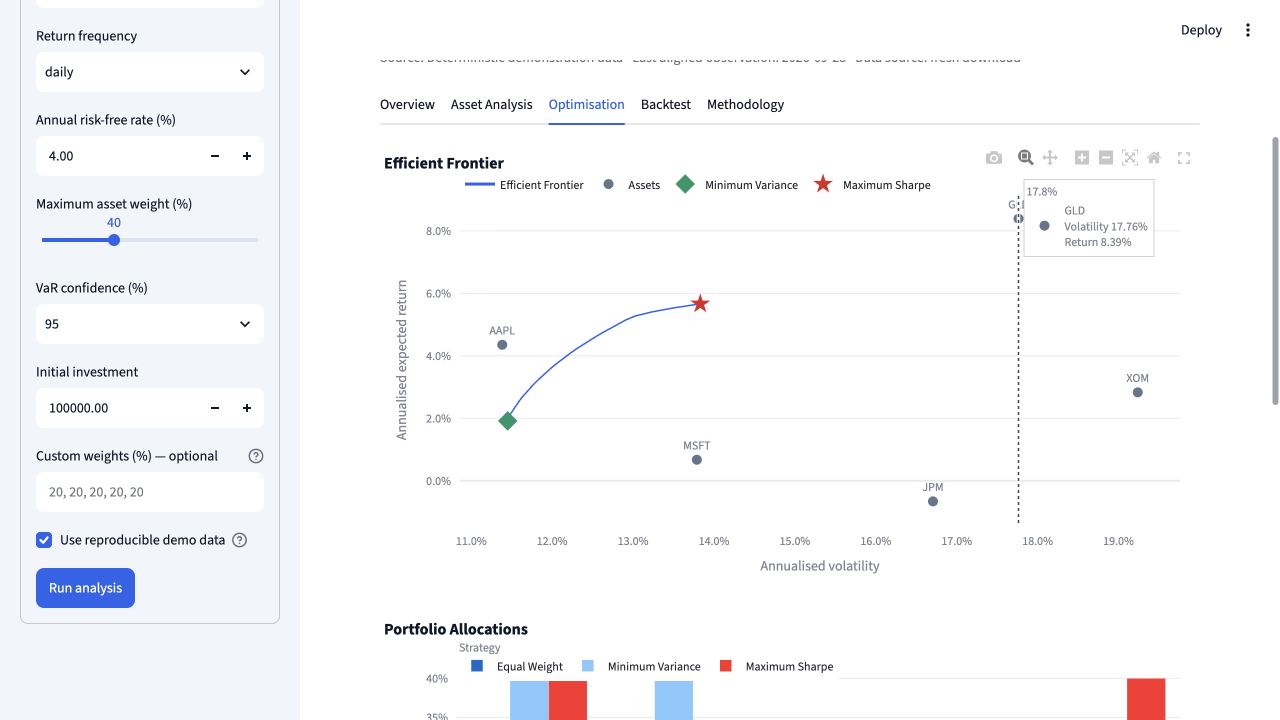 Return frequency
daily
Annual risk-free rate (%)
4.00
Maximum asset weight (%)
40
VaR confidence (%)
95
Initial investment
100000.00
Custom weights (%) — optional
20, 20, 20, 20, 20
Use reproducible demo data
Run analysis
Deploy
Overview Asset Analysis Optimisation Backtest Methodology
Efficient Frontier
Efficient Frontier Assets Minimum Variance Maximum Sharpe
17.8%
GLD
Volatility 17.76%
Return 8.39%
8.0%
6.0%
4.0%
2.0%
0.0%
Annualised expected return
AAPL
MSFT
JPM
XOM
11.0% 12.0% 13.0% 14.0% 15.0% 16.0% 17.0% 18.0% 19.0%
Annualised volatility
Portfolio Allocations
Strategy
Equal Weight Minimum Variance Maximum Sharpe
40%
35%